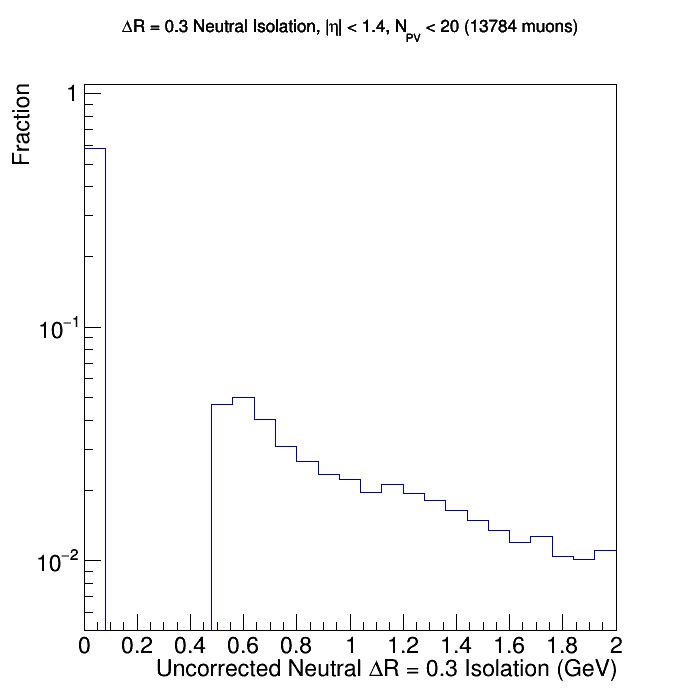 ΔR = 0.3 Neutral Isolation, |η| < 1.4, N_PV < 20 (13784 muons)
Fraction
1
10⁻¹
10⁻²
0 0.2 0.4 0.6 0.8 1 1.2 1.4 1.6 1.8 2
Uncorrected Neutral ΔR = 0.3 Isolation (GeV)